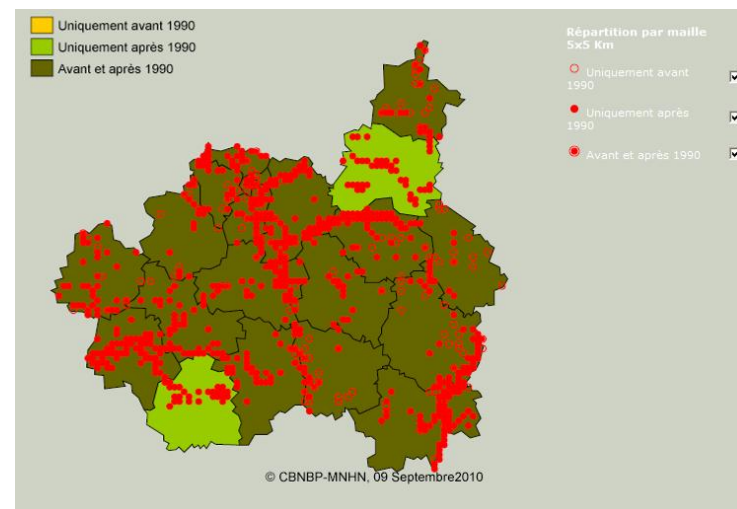 Uniquement avant 1990
Uniquement après 1990
Avant et après 1990
Répartition par maille
5x5 Km
Uniquement avant
1990
Uniquement après
1990
Avant et après 1990
© CBNBP-MNHN, 09 Septembre2010